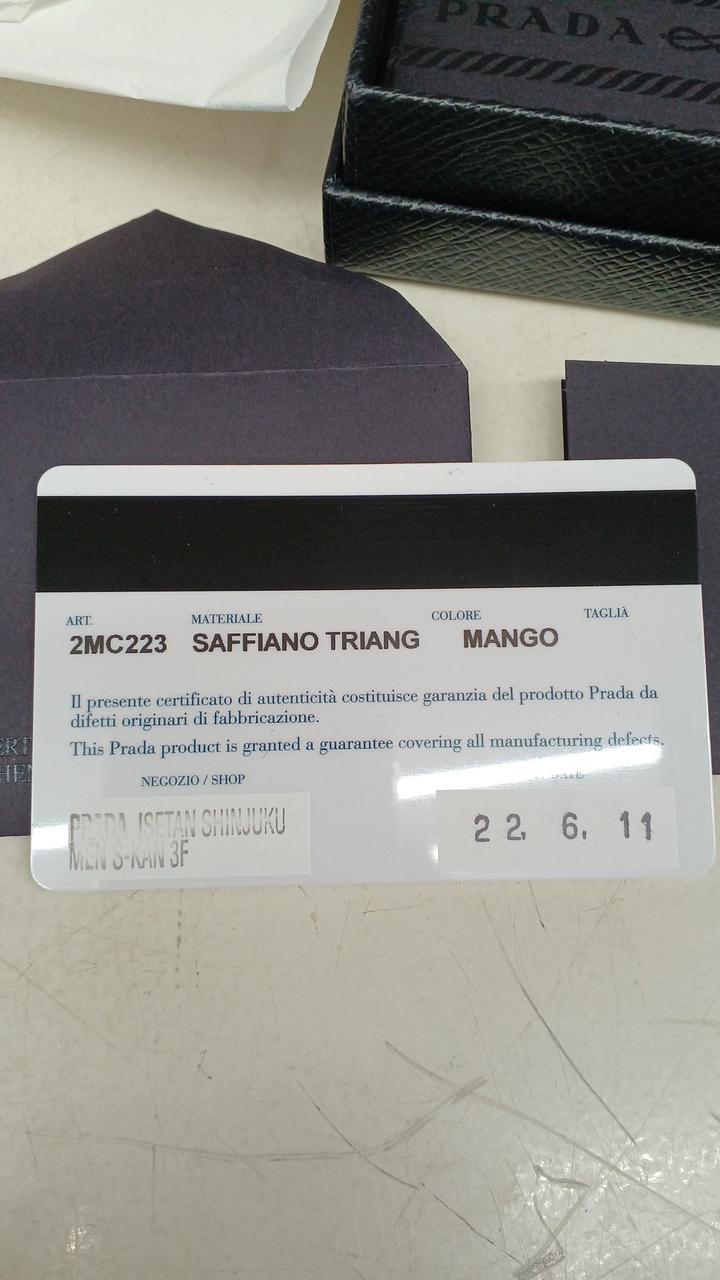 PRADA
ART. MATERIALE COLORE TAGLIÀ
2MC223 SAFFIANO TRIANG MANGO
Il presente certificato di autenticità costituisce garanzia del prodotto Prada da
difetti originari di fabbricazione.
This Prada product is granted a guarantee covering all manufacturing defects.
NEGOZIO / SHOP DATE
PRADA ISETAN SHINJUKU
MEN S-KAN 3F
22. 6. 11